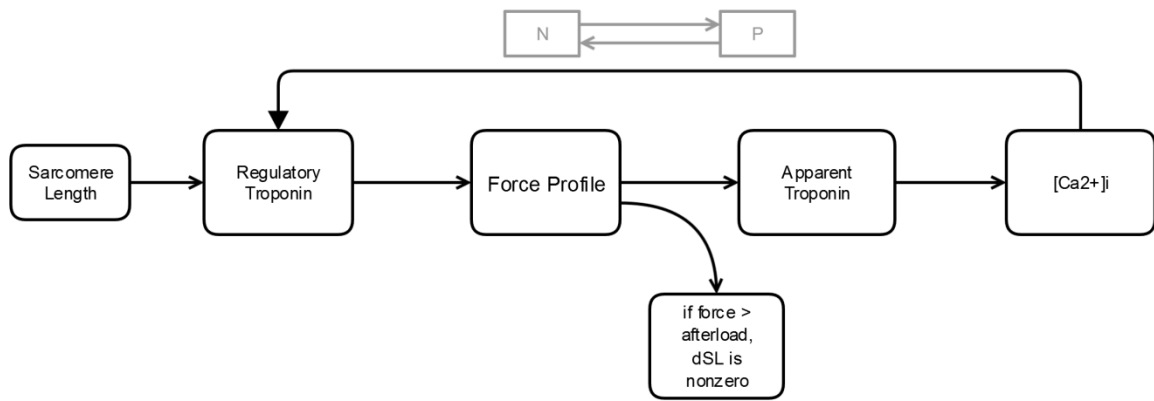 N
P
Sarcomere
Length
Regulatory
Troponin
Force Profile
Apparent
Troponin
[Ca2+]i
if force >
afterload,
dSL is
nonzero